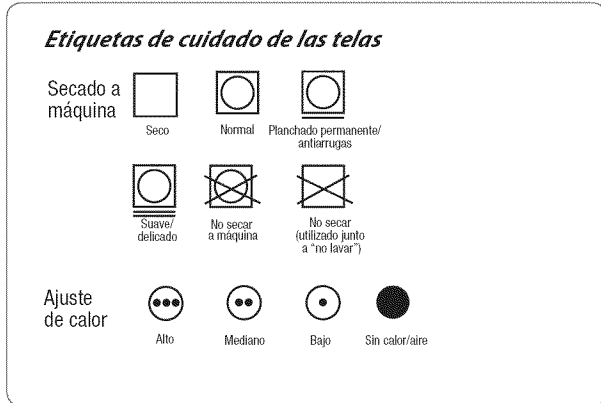 Etiquetas de cuidado de las telas
Secado a
máquina
Seco
Normal
Planchado permanente/
antiarrugas
Suave/
delicado
No secar
a máquina
No secar
(utilizado junto
a “no lavar”)
Ajuste
de calor
Alto
Mediano
Bajo
Sin calor/aire